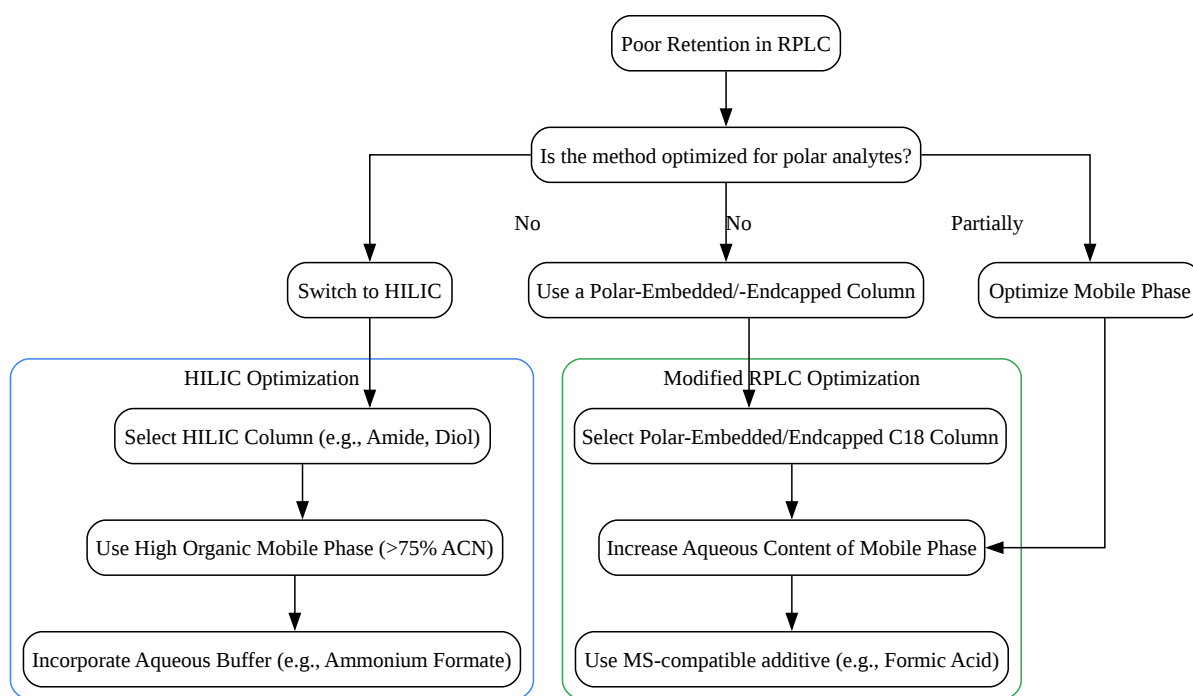 Poor Retention in RPLC
Is the method optimized for polar analytes?
No
No
Partially
Switch to HILIC
Use a Polar-Embedded/-Endcapped Column
Optimize Mobile Phase
HILIC Optimization
Modified RPLC Optimization
Select HILIC Column (e.g., Amide, Diol)
Select Polar-Embedded/Endcapped C18 Column
Use High Organic Mobile Phase (>75% ACN)
Increase Aqueous Content of Mobile Phase
Incorporate Aqueous Buffer (e.g., Ammonium Formate)
Use MS-compatible additive (e.g., Formic Acid)